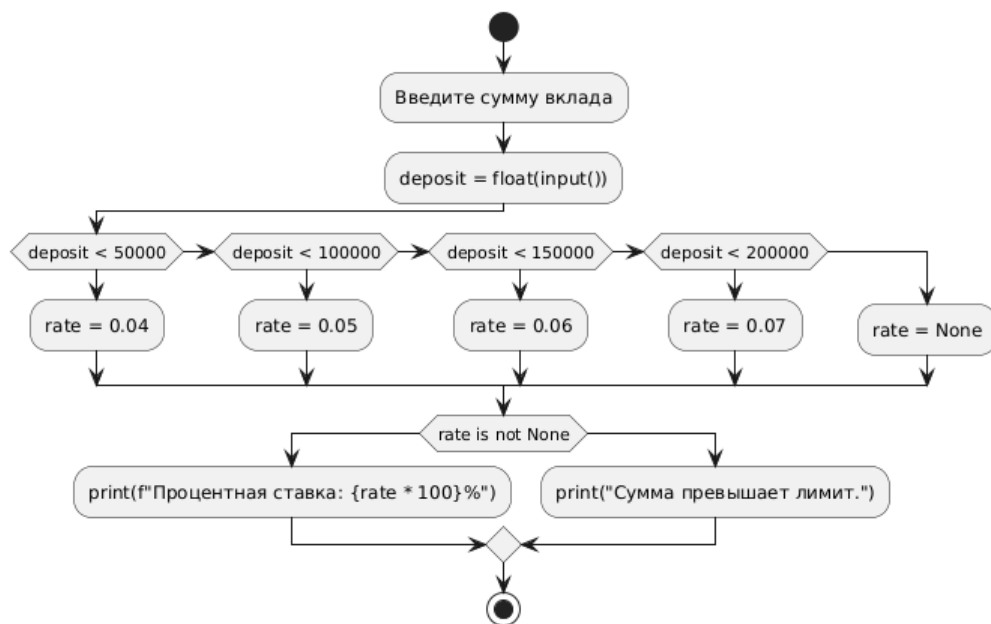 Введите сумму вклада
deposit = float(input())
deposit < 50000
deposit < 100000
deposit < 150000
deposit < 200000
rate = 0.04
rate = 0.05
rate = 0.06
rate = 0.07
rate = None
rate is not None
print(f"Процентная ставка: {rate * 100}%")
print("Сумма превышает лимит.")